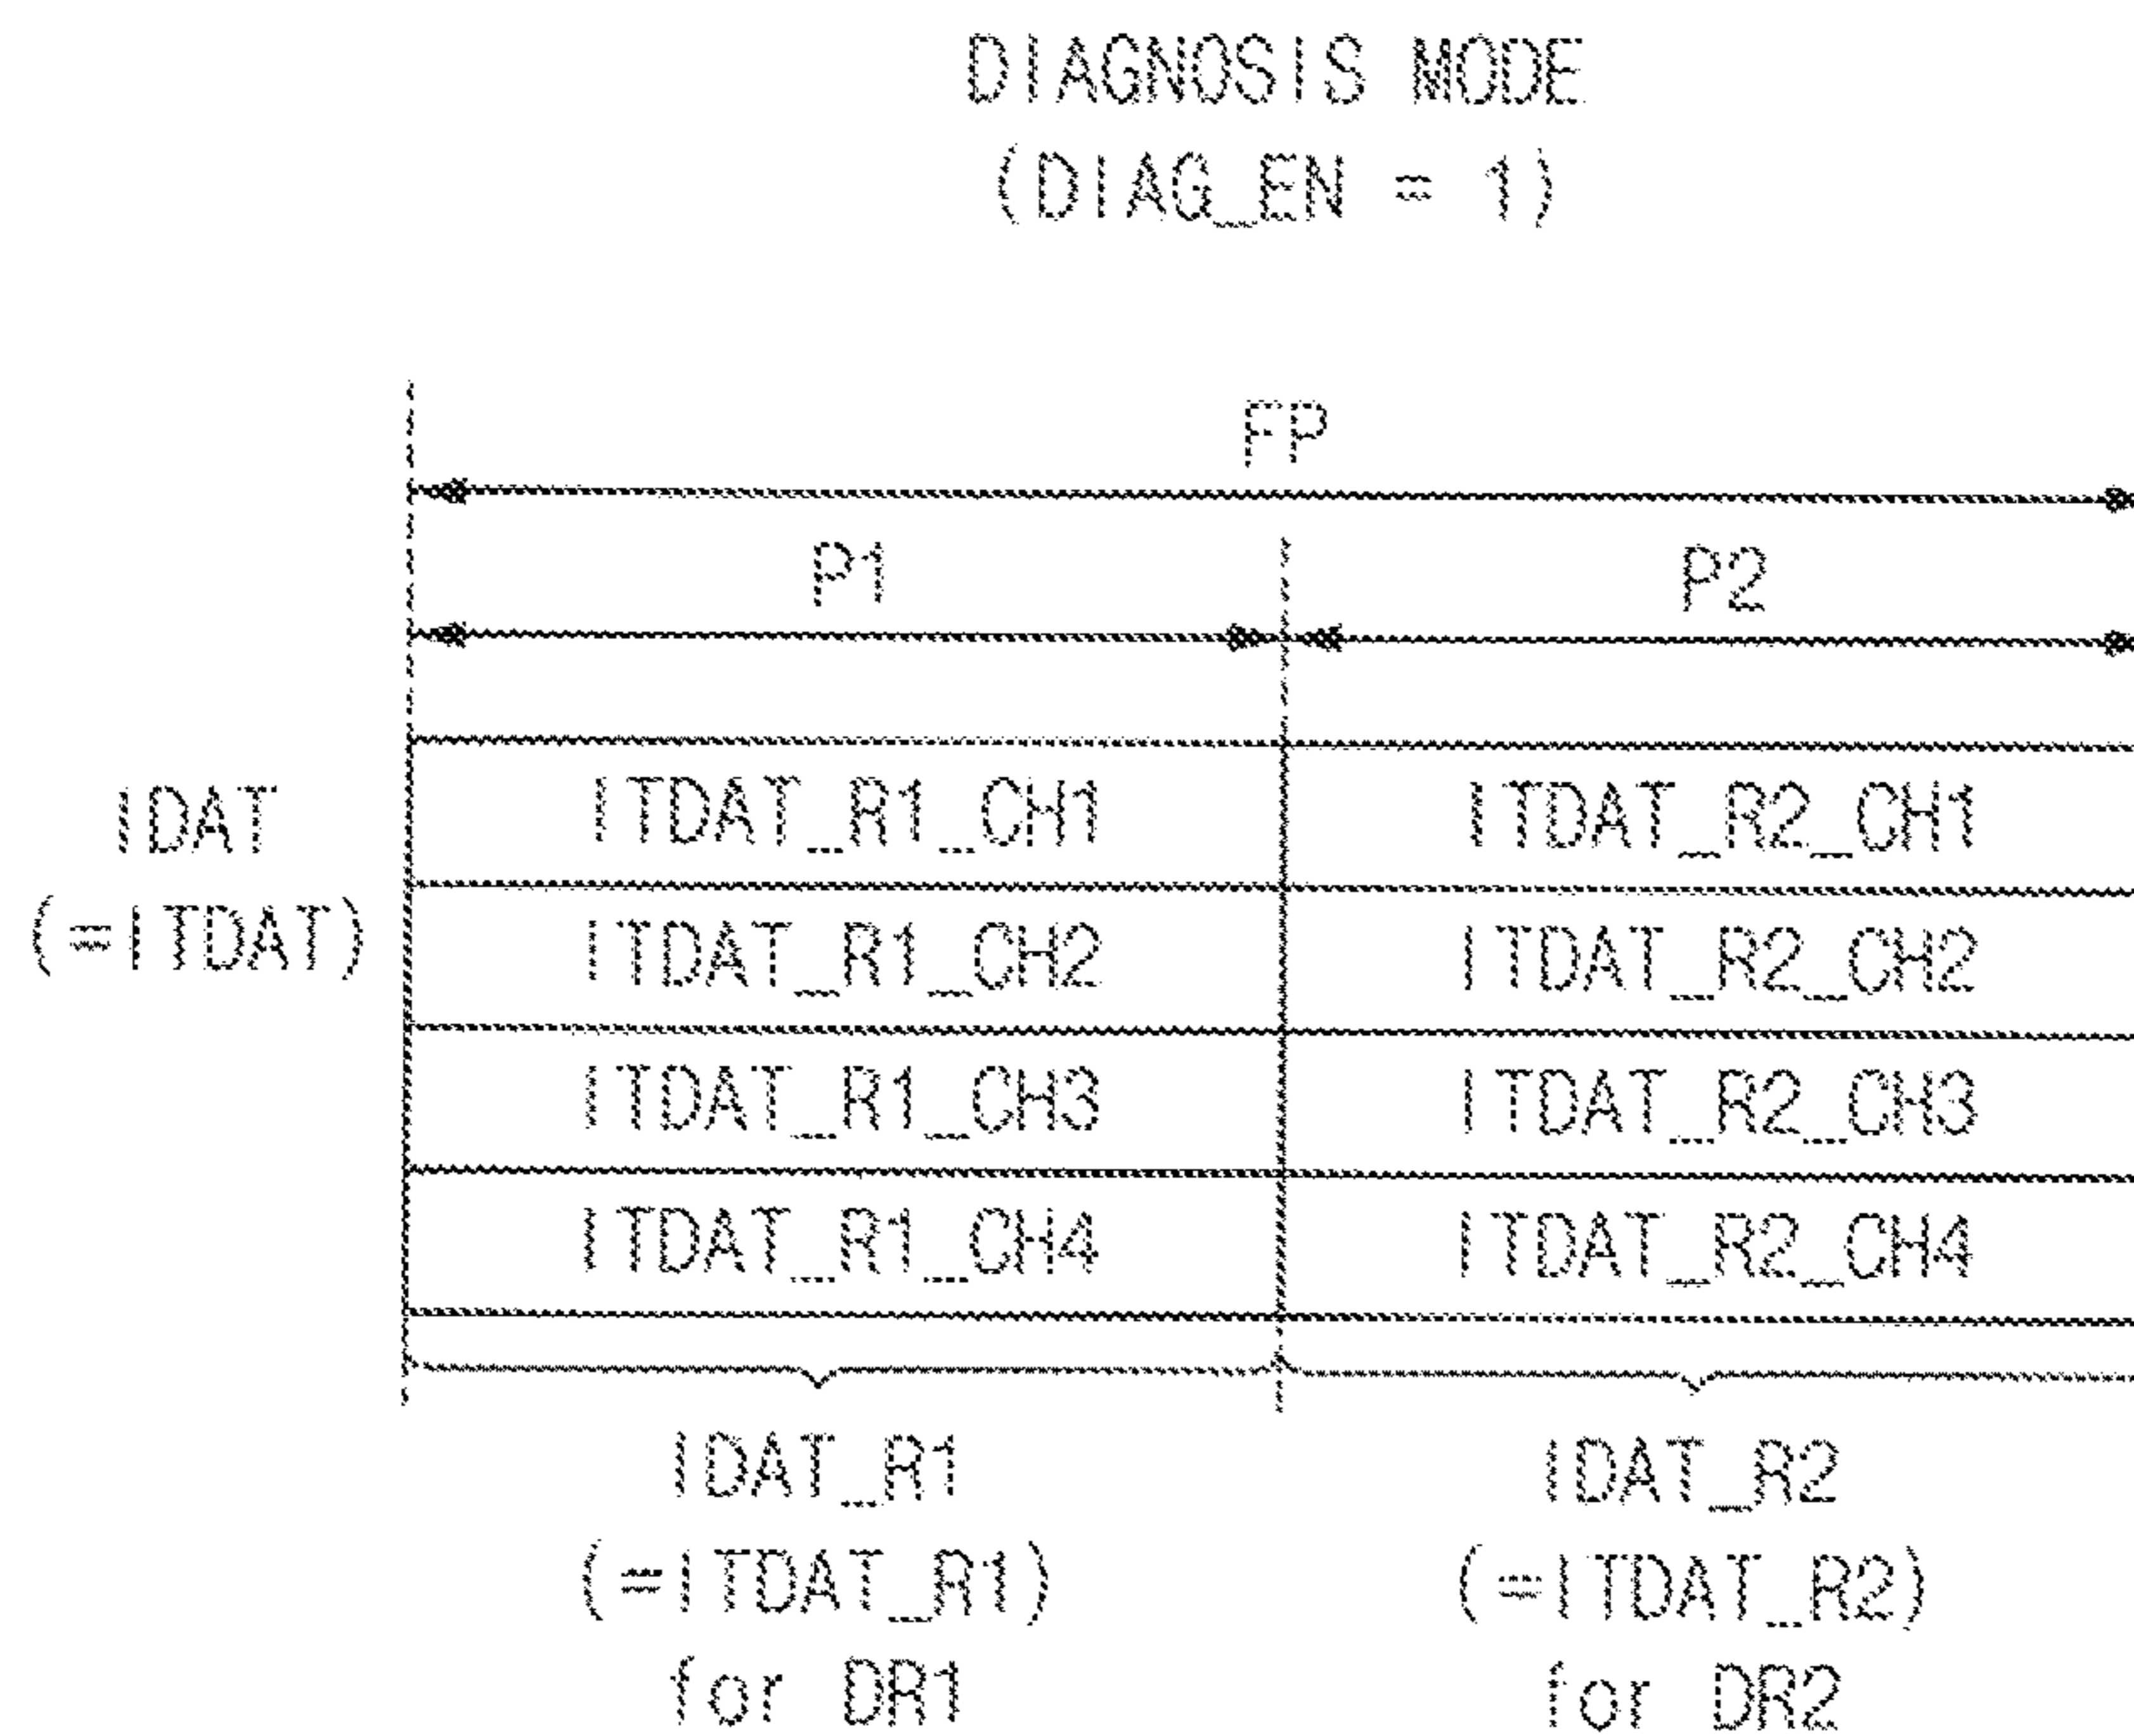 DIAGNOSIS MODE
(DIAG_EN = 1)
FP
P1 P2
IDAT
(=ITDAT)
ITDAT_R1_CH1 ITDAT_R2_CH1
ITDAT_R1_CH2 ITDAT_R2_CH2
ITDAT_R1_CH3 ITDAT_R2_CH3
ITDAT_R1_CH4 ITDAT_R2_CH4
IDAT_R1 IDAT_R2
(=ITDAT_R1) (=ITDAT_R2)
for DR1 for DR2